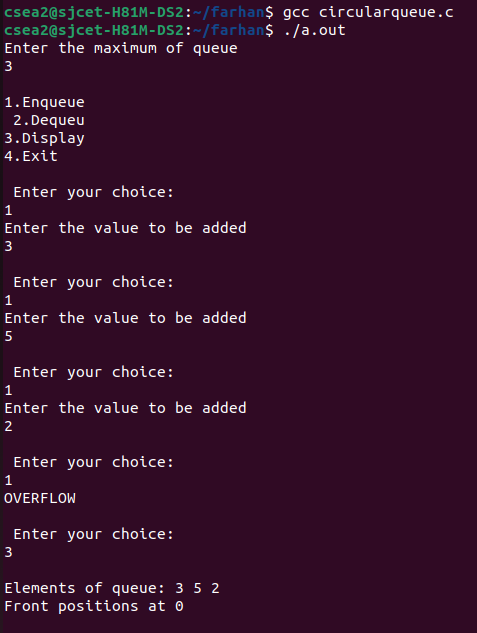 csea2@sjcet-H81M-DS2:~/farhan$ gcc circularqueue.c
csea2@sjcet-H81M-DS2:~/farhan$ ./a.out
Enter the maximum of queue
3
1.Enqueue
2.Dequeu
3.Display
4.Exit
Enter your choice:
1
Enter the value to be added
3
Enter your choice:
1
Enter the value to be added
5
Enter your choice:
1
Enter the value to be added
2
Enter your choice:
1
OVERFLOW
Enter your choice:
3
Elements of queue: 3 5 2
Front positions at 0